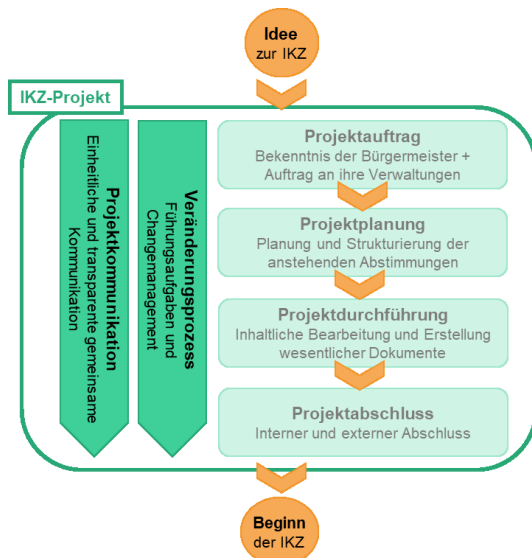 Idee
zur IKZ
IKZ-Projekt
Projektkommunikation
Einheitliche und transparente gemeinsame
Kommunikation
Veränderungsprozess
Führungsaufgaben und
Changemanagement
Projektauftrag
Bekenntnis der Bürgermeister +
Auftrag an ihre Verwaltungen
Projektplanung
Planung und Strukturierung der
anstehenden Abstimmungen
Projektdurchführung
Inhaltliche Bearbeitung und Erstellung
wesentlicher Dokumente
Projektabschluss
Interner und externer Abschluss
Beginn
der IKZ